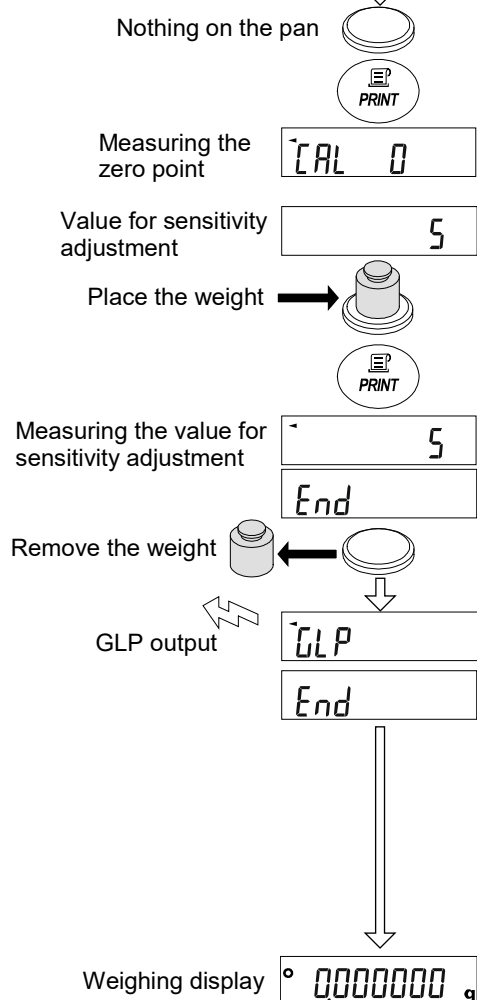 Nothing on the pan
PRINT
Measuring the
zero point
CAL 0
Value for sensitivity
adjustment
5
Place the weight
PRINT
Measuring the value for
sensitivity adjustment
5
End
Remove the weight
GLP output
GLP
End
Weighing display
0.000000 g